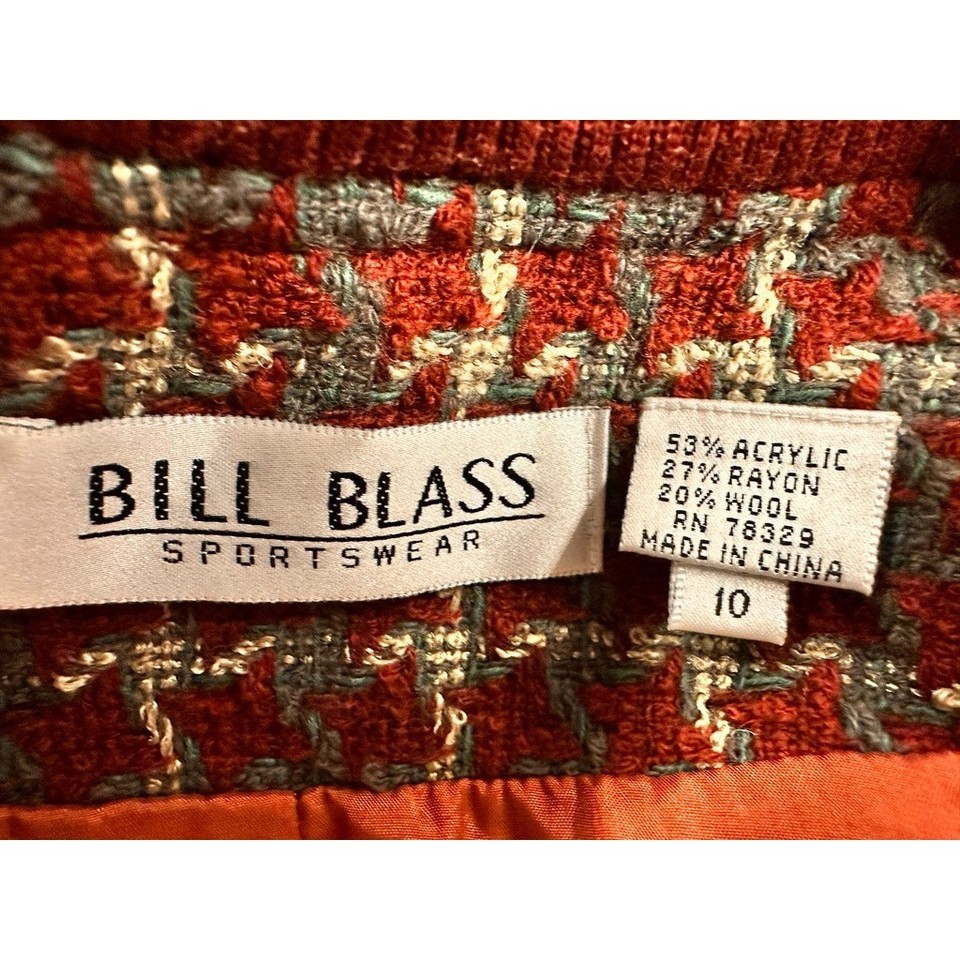 BILL BLASS
SPORTSWEAR
53% ACRYLIC
27% RAYON
20% WOOL
RN 78329
MADE IN CHINA
10